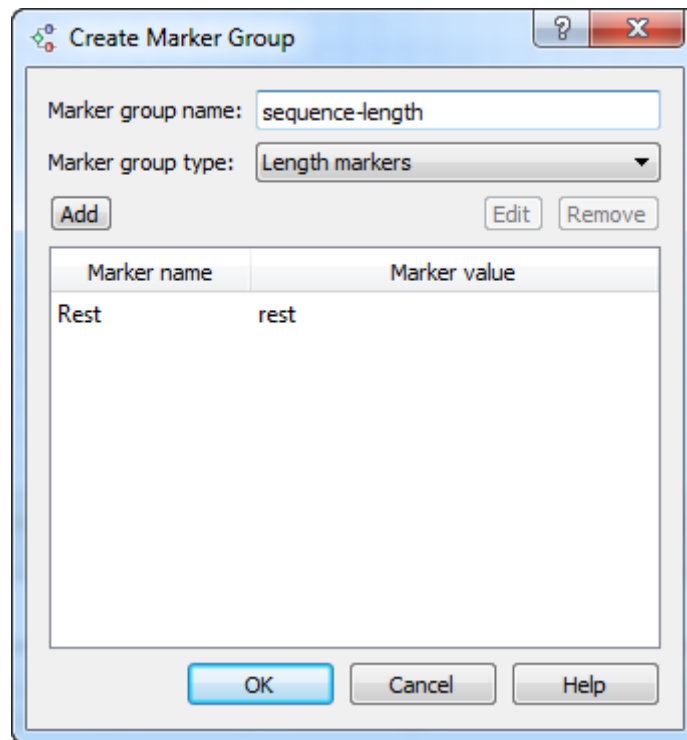 Create Marker Group
Marker group name: sequence-length
Marker group type: Length markers
Add Edit Remove
Marker name Marker value
Rest rest
OK Cancel Help